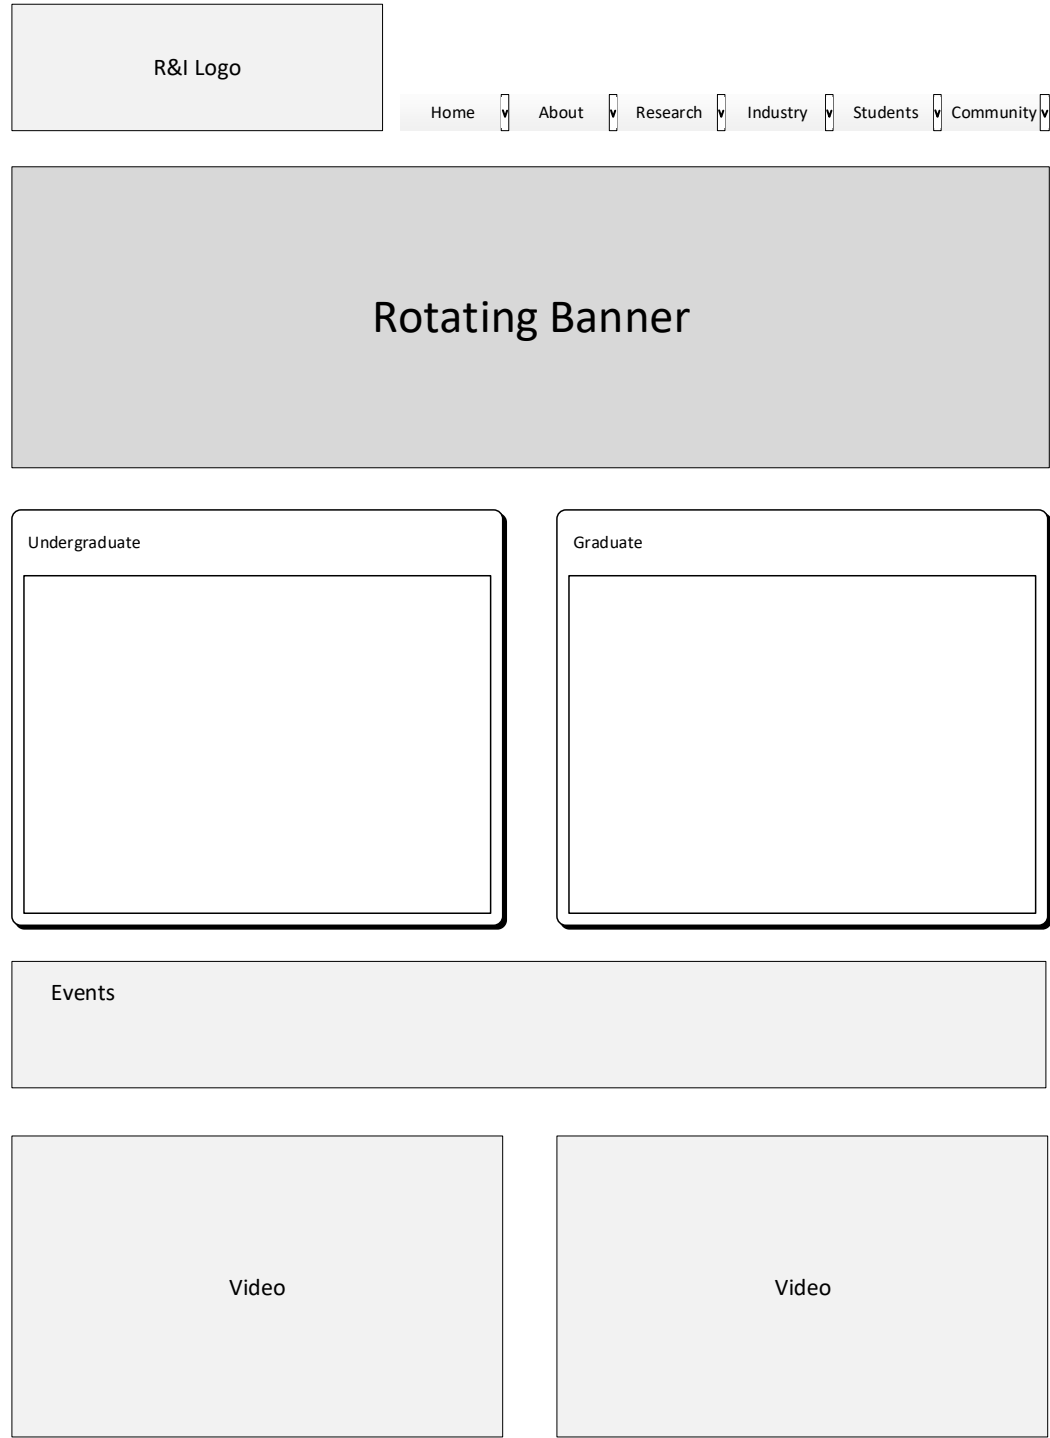 R&I Logo
Home v About v Research v Industry v Students v Community v
Rotating Banner
Undergraduate
Graduate
Events
Video
Video